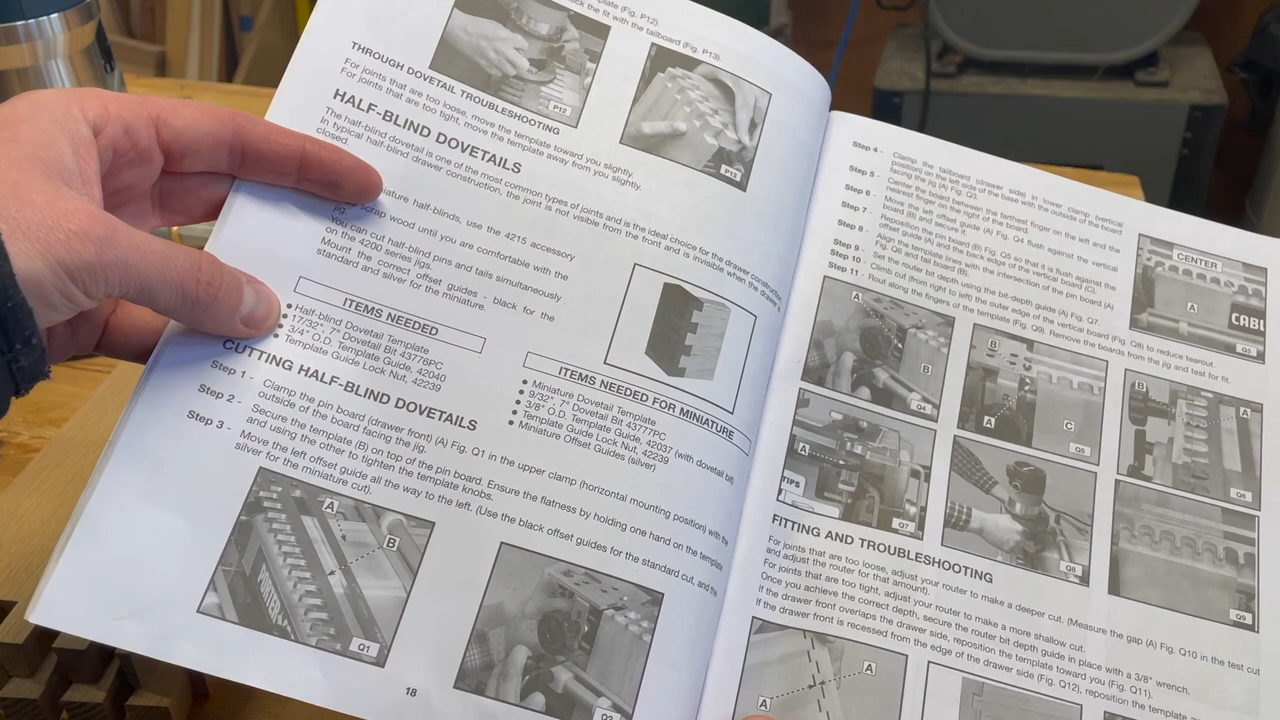 plate (Fig. P12).
ck the fit with the tailboard (Fig. P13).
P12
P13
THROUGH DOVETAIL TROUBLESHOOTING
For joints that are too loose, move the template toward you slightly.
For joints that are too tight, move the template away from you slightly.
HALF-BLIND DOVETAILS
The half-blind dovetail is one of the most common types of joints and is the ideal choice for the drawer construction.
In typical half-blind drawer construction, the joint is not visible from the front and is invisible when the drawer is
closed.
miniature half-blinds, use the 4215 accessory
scrap wood until you are comfortable with the
jig.
You can cut half-blind pins and tails simultaneously
on the 4200 series jigs.
Mount the correct offset guides - black for the
standard and silver for the miniature.
ITEMS NEEDED
Half-blind Dovetail Template
17/32", 7° Dovetail Bit 43776PC
3/4" O.D. Template Guide, 42040
Template Guide Lock Nut, 42239
ITEMS NEEDED FOR MINIATURE
Miniature Dovetail Template
9/32", 7° Dovetail Bit 43777PC
3/8" O.D. Template Guide, 42037 (with dovetail bit)
Template Guide Lock Nut, 42239
Miniature Offset Guides (silver)
CUTTING HALF-BLIND DOVETAILS
Step 1 - Clamp the pin board (drawer front) (A) Fig. Q1 in the upper clamp (horizontal mounting position) with the
outside of the board facing the jig.
Step 2 - Secure the template (B) on top of the pin board. Ensure the flatness by holding one hand on the template
and using the other to tighten the template knobs.
Step 3 - Move the left offset guide all the way to the left. (Use the black offset guides for the standard cut, and the
silver for the miniature cut).
A
B
PORTER
Q1
Q2
18
Step 4 - Clamp the tailboard (drawer side) in lower clamp (vertical
position) on the left side of the base with the outside of the board
facing the jig (A) Fig. Q3.
Step 5 - Center the board between the farthest finger on the left and the
nearest finger on the right of the board.
Step 6 - Move the left offset guide (A) Fig. Q4 flush against the vertical
board (B) and secure it.
Step 7 - Reposition the pin board (B) Fig. Q5 so that it is flush against the
offset guide (A) and the back edge of the vertical board (C).
Step 8 - Align the template lines with the intersection of the pin board (A)
Fig. Q6 and tail board (B).
Step 9 - Set the router bit depth using the bit-depth guide (A) Fig. Q7.
Step 10 - Climb cut (from right to left) the outer edge of the vertical board (Fig. Q8) to reduce tearout.
Step 11 - Rout along the fingers of the template (Fig. Q9). Remove the boards from the jig and test for fit.
CENTER
A
CABL
Q3
A
B
Q4
B
A
C
Q5
B
A
Q6
A
TIPS
Q7
Q8
Q9
FITTING AND TROUBLESHOOTING
For joints that are too loose, adjust your router to make a deeper cut. (Measure the gap (A) Fig. Q10 in the test cut
and adjust the router for that amount).
For joints that are too tight, adjust your router to make a more shallow cut.
Once you achieve the correct depth, secure the router bit depth guide in place with a 3/8" wrench.
If the drawer front overlaps the drawer side, reposition the template toward you (Fig. Q11).
If the drawer front is recessed from the edge of the drawer side (Fig. Q12), reposition the template
A
A